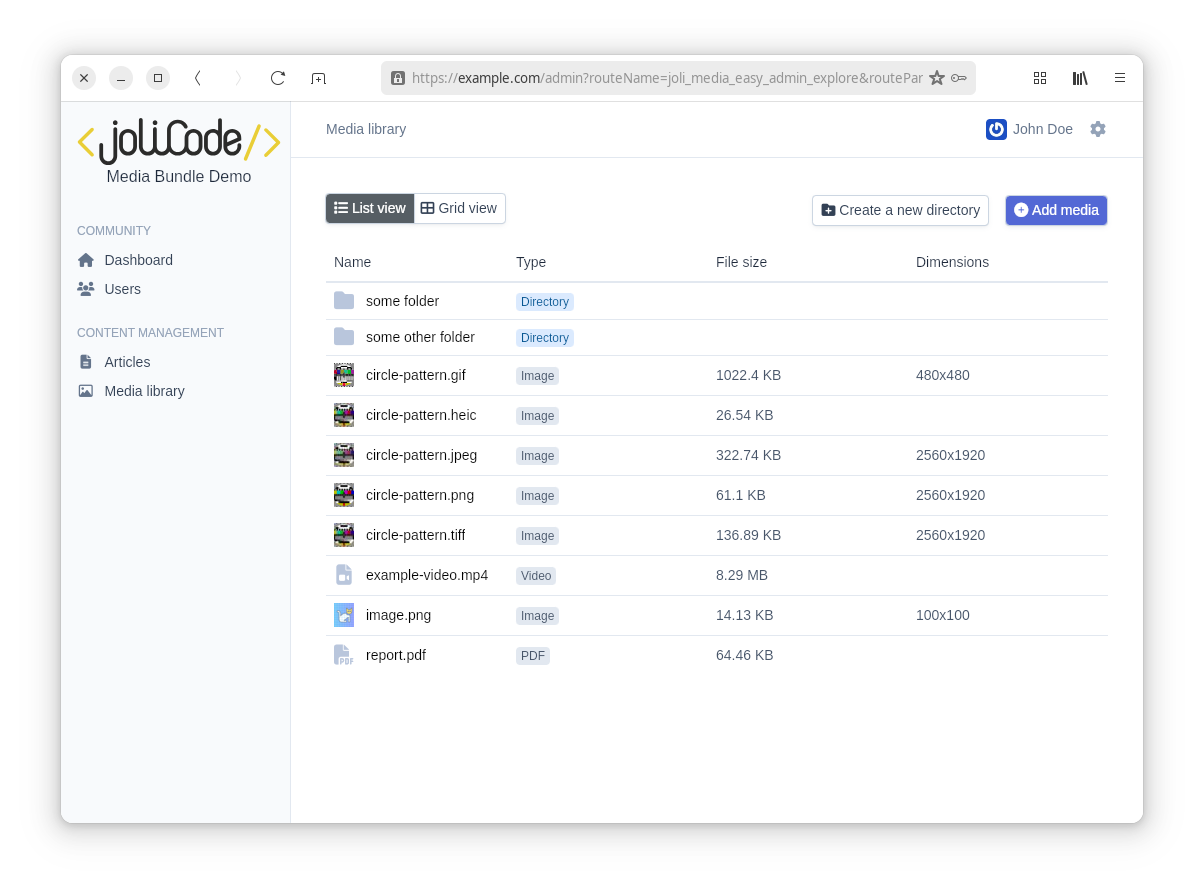 https://example.com/admin?routeName=joli_media_easy_admin_explore&routePar
<joliCode/>
Media Bundle Demo
COMMUNITY
Dashboard
Users
CONTENT MANAGEMENT
Articles
Media library
Media library
John Doe
List view Grid view
Create a new directory Add media
Name Type File size Dimensions
some folder Directory
some other folder Directory
circle-pattern.gif Image 1022.4 KB 480x480
circle-pattern.heic Image 26.54 KB
circle-pattern.jpeg Image 322.74 KB 2560x1920
circle-pattern.png Image 61.1 KB 2560x1920
circle-pattern.tiff Image 136.89 KB 2560x1920
example-video.mp4 Video 8.29 MB
image.png Image 14.13 KB 100x100
PDF report.pdf PDF 64.46 KB